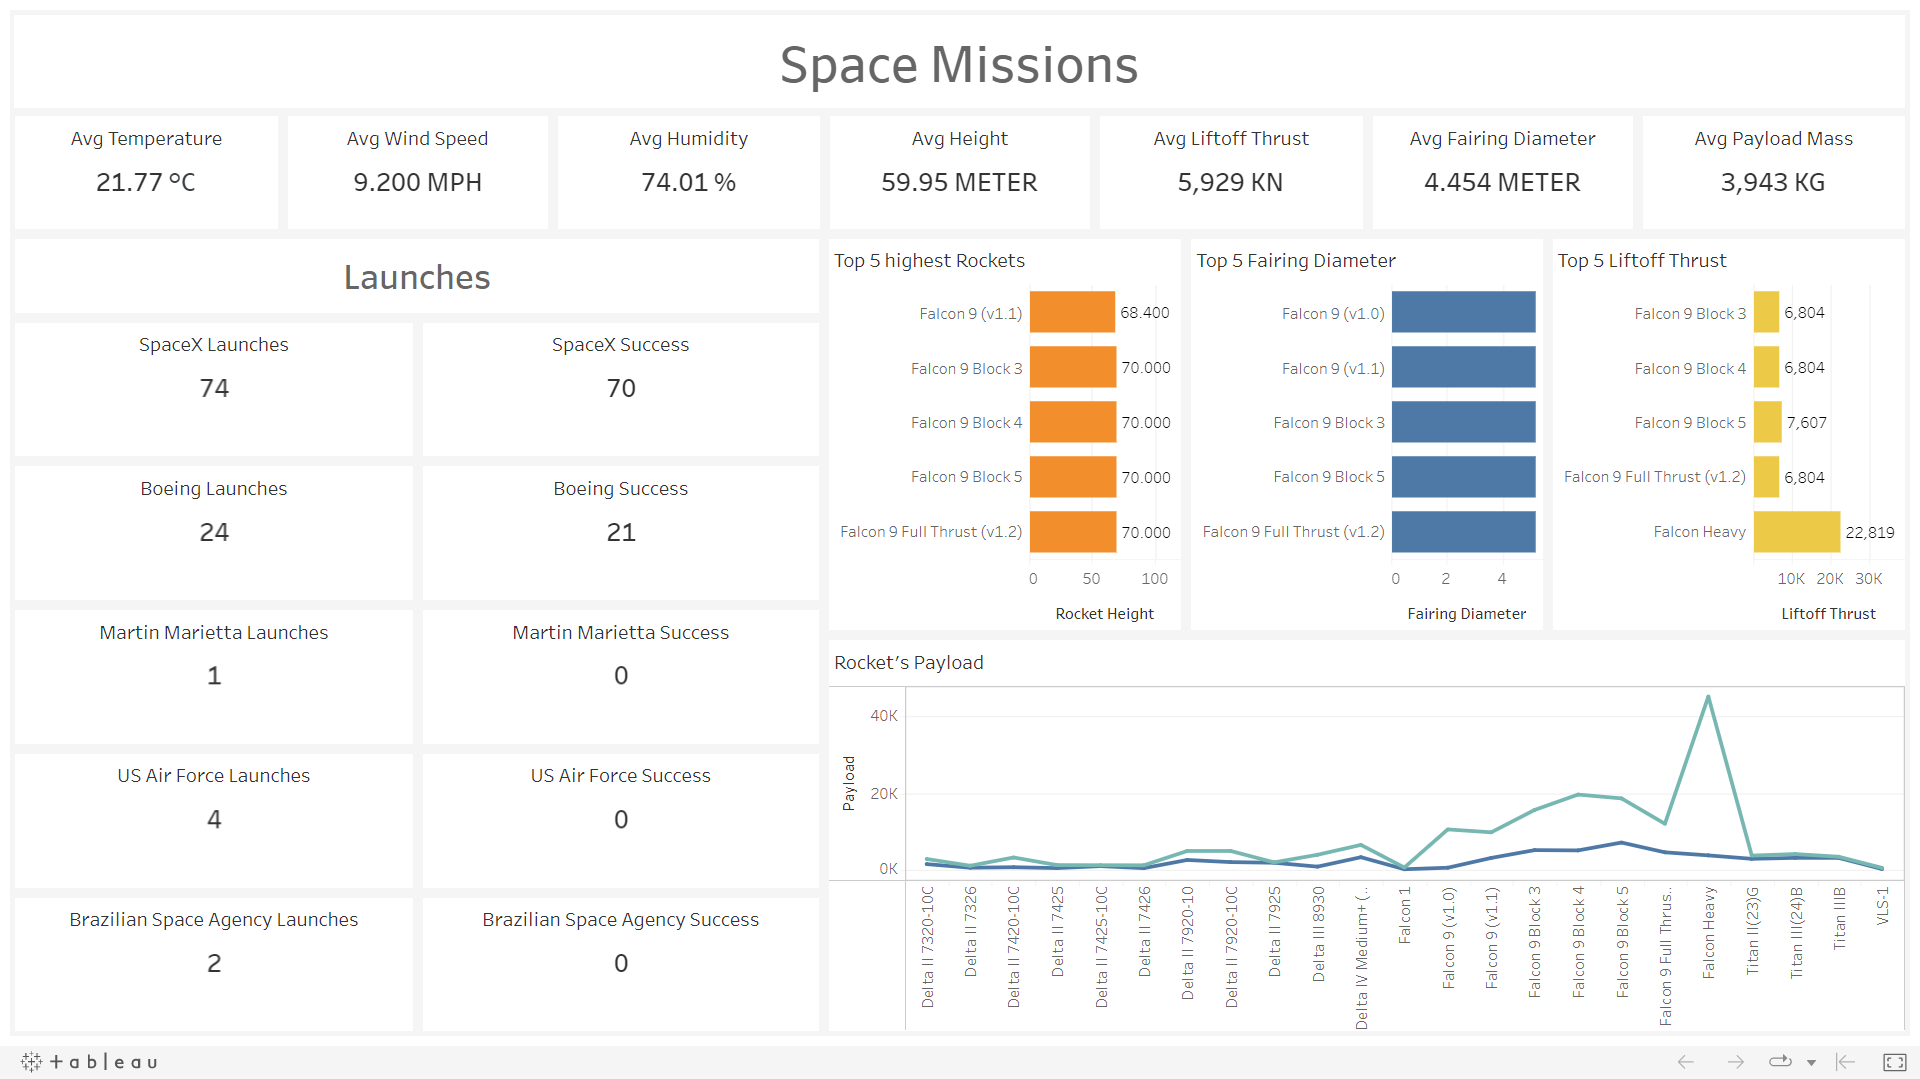 Space Missions
Avg Temperature
21.77 °C
Avg Wind Speed
9.200 MPH
Avg Humidity
74.01 %
Avg Height
59.95 METER
Avg Liftoff Thrust
5,929 KN
Avg Fairing Diameter
4.454 METER
Avg Payload Mass
3,943 KG
Launches
SpaceX Launches
74
SpaceX Success
70
Boeing Launches
24
Boeing Success
21
Martin Marietta Launches
1
Martin Marietta Success
0
US Air Force Launches
4
US Air Force Success
0
Brazilian Space Agency Launches
2
Brazilian Space Agency Success
0
Top 5 highest Rockets
Falcon 9 (v1.1) 68.400
Falcon 9 Block 3 70.000
Falcon 9 Block 4 70.000
Falcon 9 Block 5 70.000
Falcon 9 Full Thrust (v1.2) 70.000
0 50 100
Rocket Height
Top 5 Fairing Diameter
Falcon 9 (v1.0)
Falcon 9 (v1.1)
Falcon 9 Block 3
Falcon 9 Block 5
Falcon 9 Full Thrust (v1.2)
0 2 4
Fairing Diameter
Top 5 Liftoff Thrust
Falcon 9 Block 3 6,804
Falcon 9 Block 4 6,804
Falcon 9 Block 5 7,607
Falcon 9 Full Thrust (v1.2) 6,804
Falcon Heavy 22,819
10K 20K 30K
Liftoff Thrust
Rocket's Payload
Payload
40K
20K
0K
Delta II 7320-10C
Delta II 7326
Delta II 7420-10C
Delta II 7425
Delta II 7425-10C
Delta II 7426
Delta II 7920-10
Delta II 7920-10C
Delta II 7925
Delta III 8930
Delta IV Medium+ (..
Falcon 1
Falcon 9 (v1.0)
Falcon 9 (v1.1)
Falcon 9 Block 3
Falcon 9 Block 4
Falcon 9 Block 5
Falcon 9 Full Thrus..
Falcon Heavy
Titan II(23)G
Titan III(24)B
Titan IIIB
VLS-1
tableau